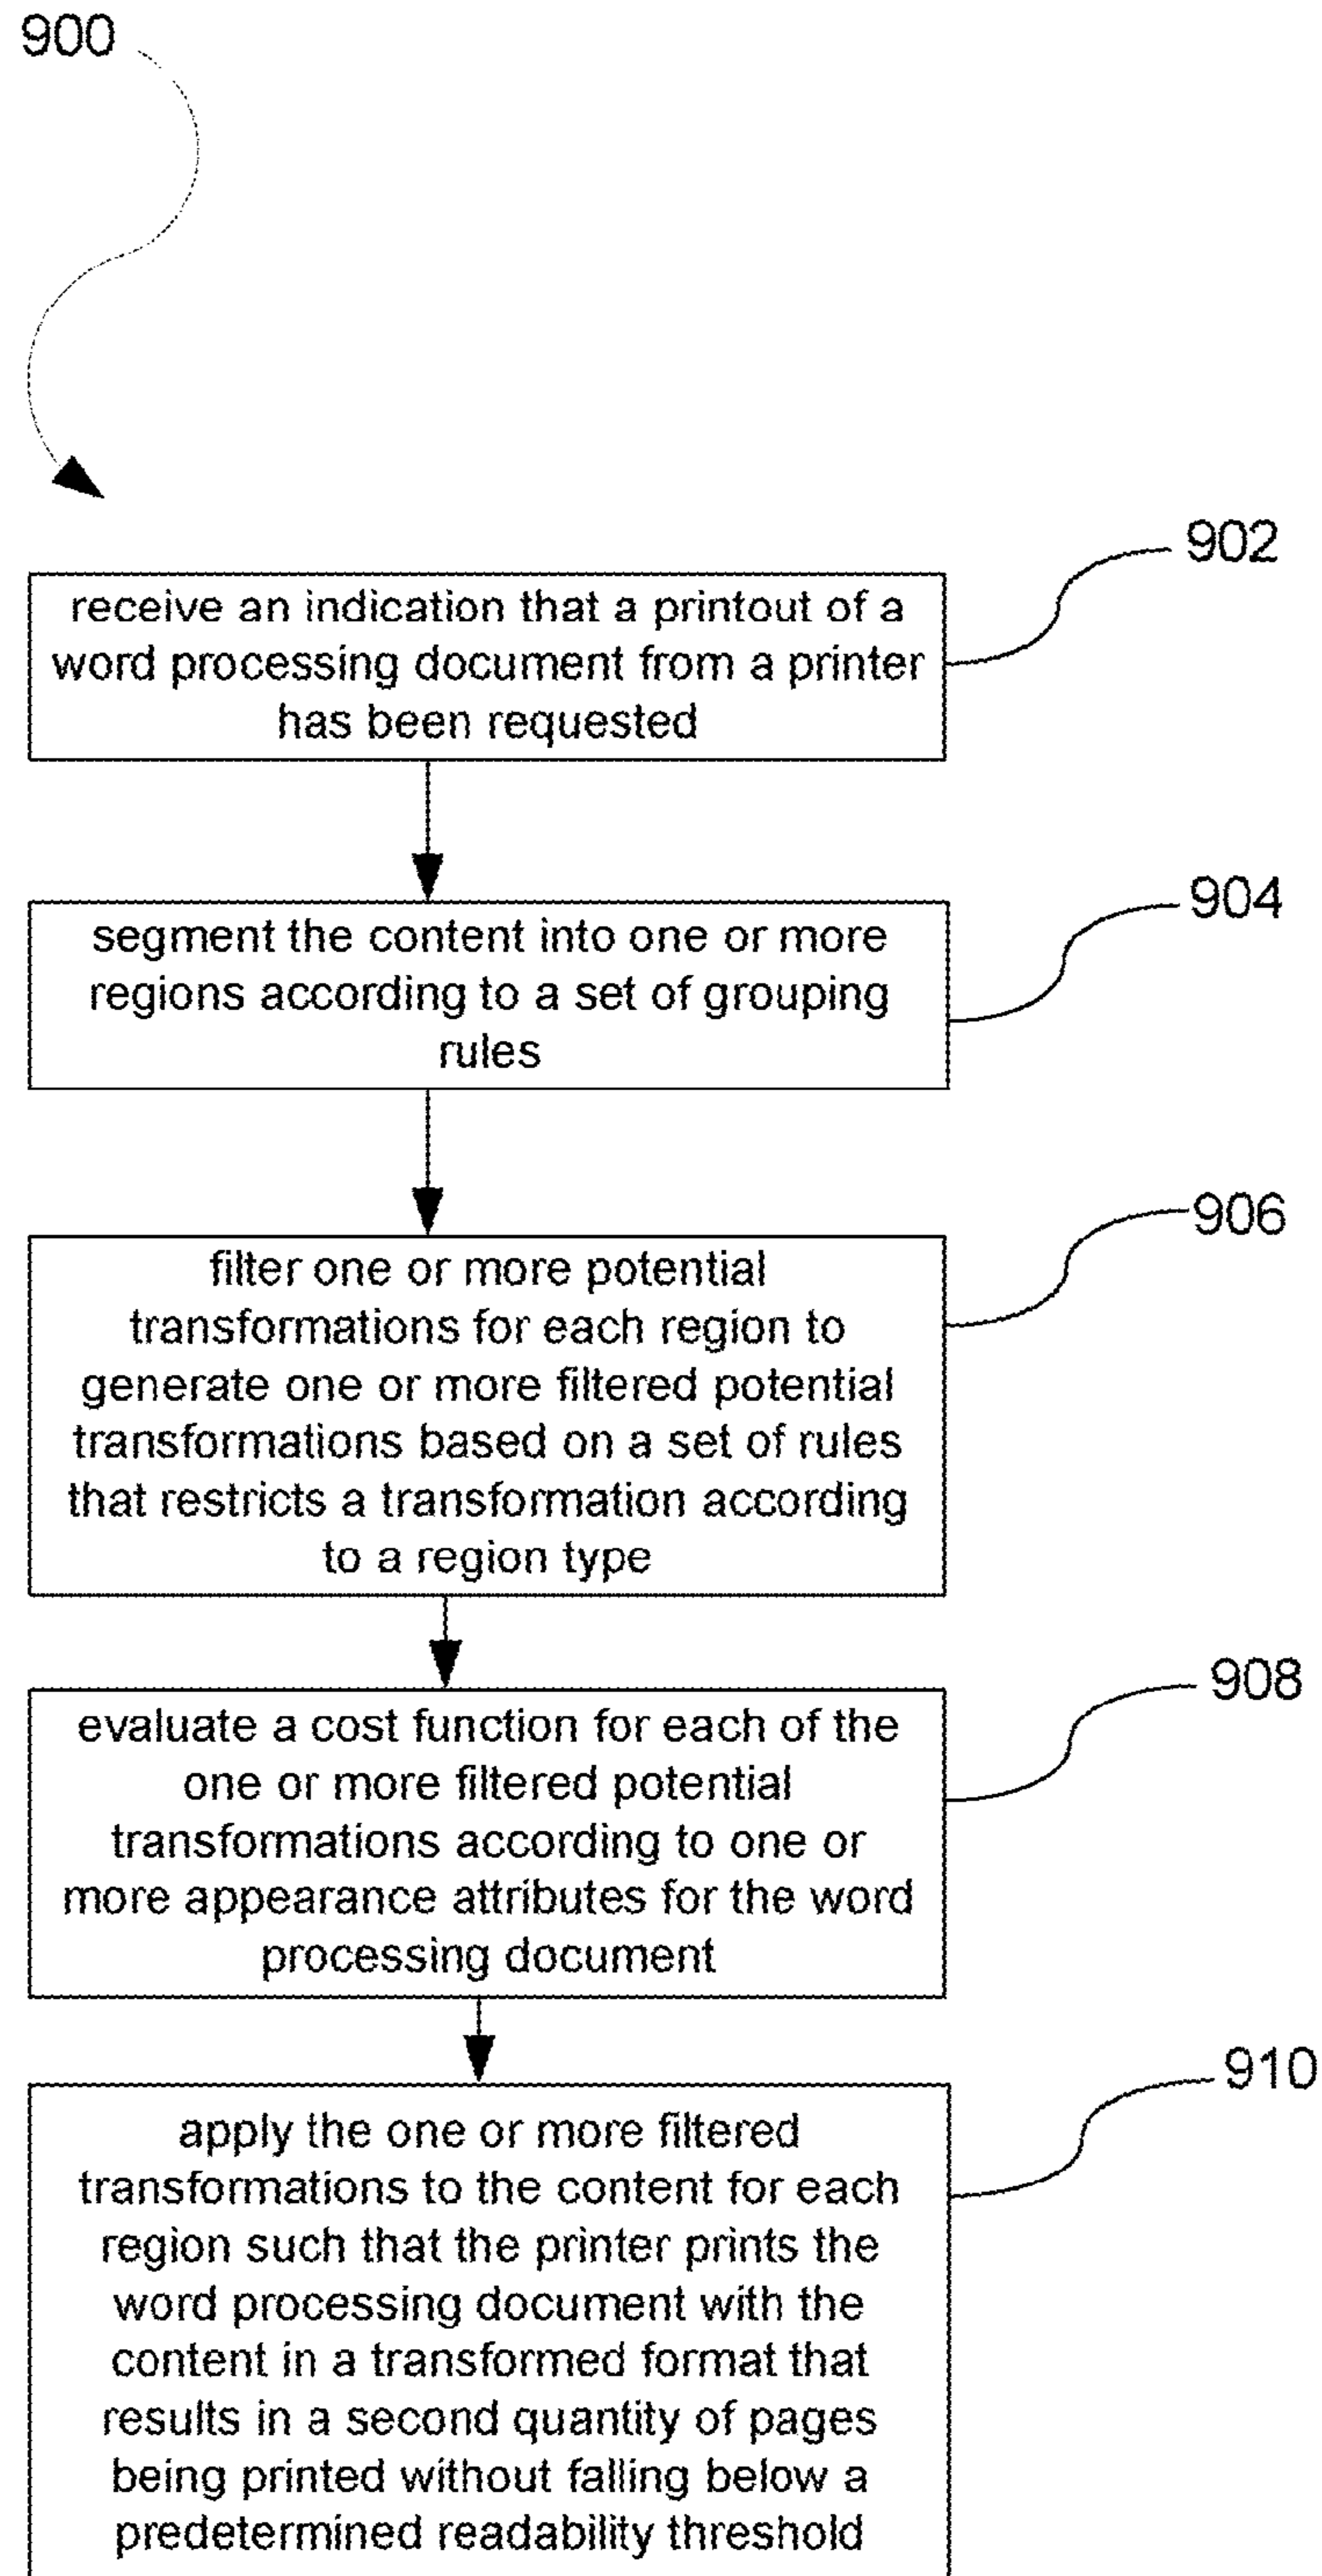 900
902
receive an indication that a printout of a
word processing document from a printer
has been requested
904
segment the content into one or more
regions according to a set of grouping
rules
906
filter one or more potential
transformations for each region to
generate one or more filtered potential
transformations based on a set of rules
that restricts a transformation according
to a region type
908
evaluate a cost function for each of the
one or more filtered potential
transformations according to one or
more appearance attributes for the word
processing document
910
apply the one or more filtered
transformations to the content for each
region such that the printer prints the
word processing document with the
content in a transformed format that
results in a second quantity of pages
being printed without falling below a
predetermined readability threshold